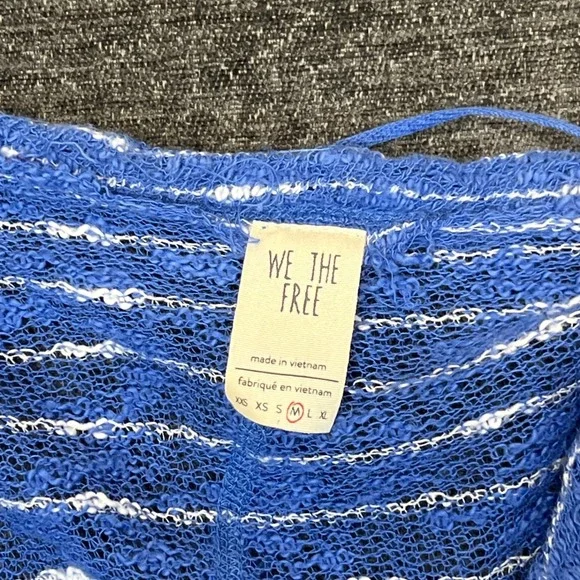 WE THE
FREE
made in vietnam
fabriqué en vietnam
XXS XS S M L XL